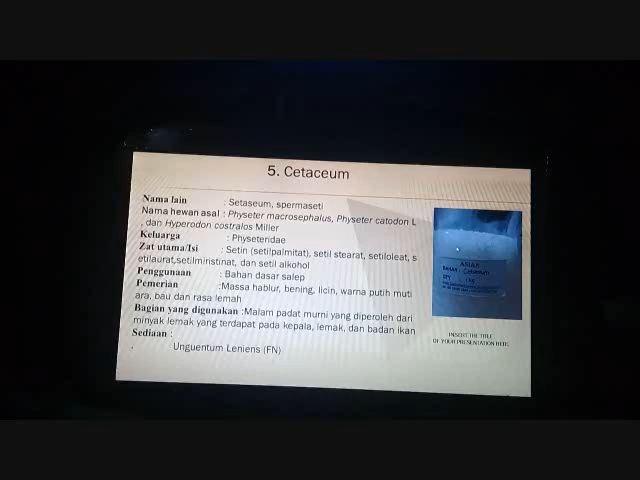 5. Cetaceum
Nama lain : Setaseum, spermaseti
Nama hewan asal : Physeter macrosephalus, Physeter catodon L
, dan Hyperodon costralos Miller
Keluarga : Physeteridae
Zat utama/Isi : Setin (setilpalmitat), setil stearat, setiloleat, s
etilaurat,setilmiristinat, dan setil alkohol
Penggunaan : Bahan dasar salep
Pemerian :Massa hablur, bening, licin, warna putih muti
ara, bau dan rasa lemah
Bagian yang digunakan :Malam padat murni yang diperoleh dari
minyak lemak yang terdapat pada kepala, lemak, dan badan ikan
Sediaan :
. Unguentum Leniens (FN)
Cetaceum
INSERT THE TITLE
OF YOUR PRESENTATION HERE